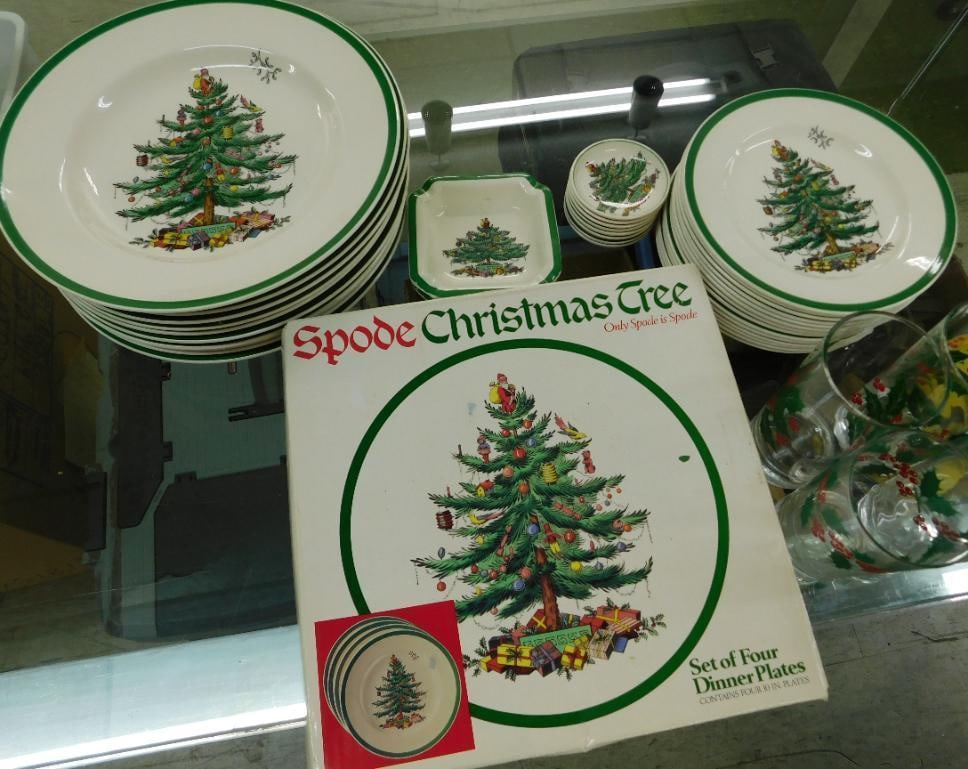 Spode Christmas Tree
Only Spode is Spode
Set of Four
Dinner Plates
CONTAINS FOUR 10 IN. PLATES